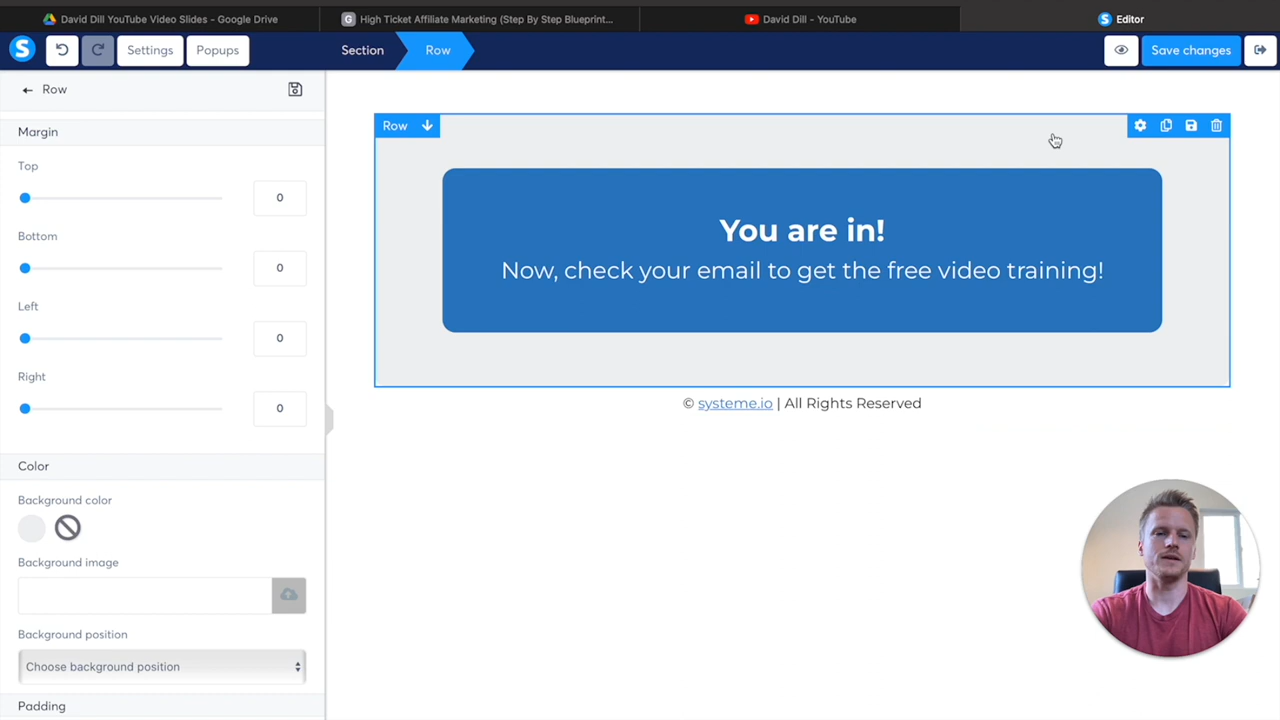 David Dill YouTube Video Slides - Google Drive
G High Ticket Affiliate Marketing (Step By Step Blueprint...
David Dill - YouTube
S Editor
S
Settings
Popups
Section
Row
Save changes
Row
Margin
Top
0
Bottom
0
Left
0
Right
0
Color
Background color
Background image
Background position
Choose background position
Padding
Row
You are in!
Now, check your email to get the free video training!
© systeme.io | All Rights Reserved